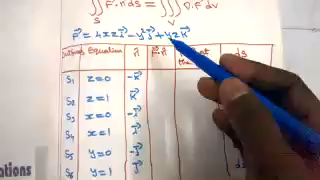 ∬ F⃗·n̂ ds = ∭ ∇·F⃗ dv
S V
F⃗ = 4xz i⃗ - y² j⃗ + yz k⃗
Equation n̂ F⃗·n̂ ds
S₁ z=0 -k⃗
S₂ z=1 k⃗
S₃ x=0 -i⃗
S₄ x=1 i⃗
S₅ y=0 -j⃗
S₆ y=1 j⃗
ations